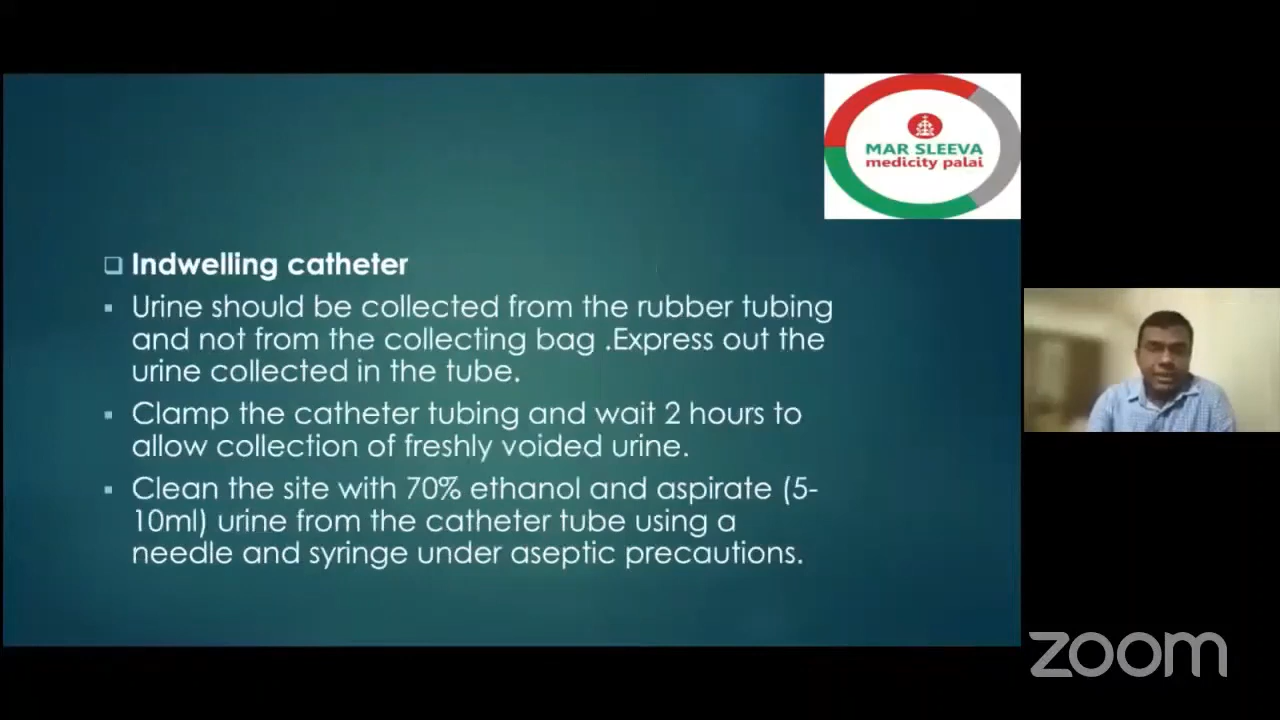 MAR SLEEVA
medicity palai
Indwelling catheter
Urine should be collected from the rubber tubing
and not from the collecting bag .Express out the
urine collected in the tube.
Clamp the catheter tubing and wait 2 hours to
allow collection of freshly voided urine.
Clean the site with 70% ethanol and aspirate (5-
10ml) urine from the catheter tube using a
needle and syringe under aseptic precautions.
zoom